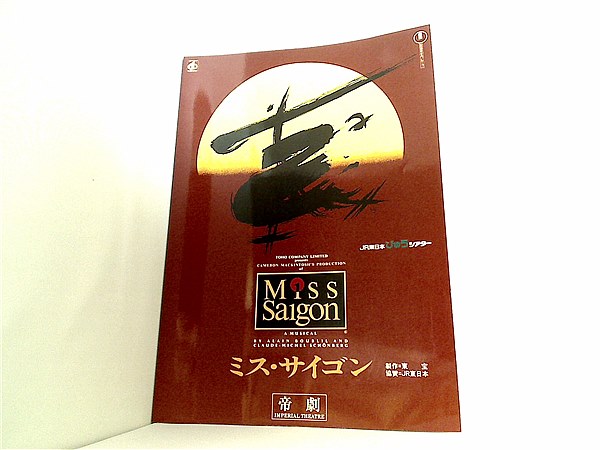 JR東日本びゅうシアター
TOHO COMPANY LIMITED
presents
CAMERON MACKINTOSH'S PRODUCTION
of
Miss
Saigon
A MUSICAL
BY ALAIN BOUBLIL AND
CLAUDE-MICHEL SCHÖNBERG
ミス・サイゴン
製作・東宝
協賛・JR東日本
帝劇
IMPERIAL THEATRE